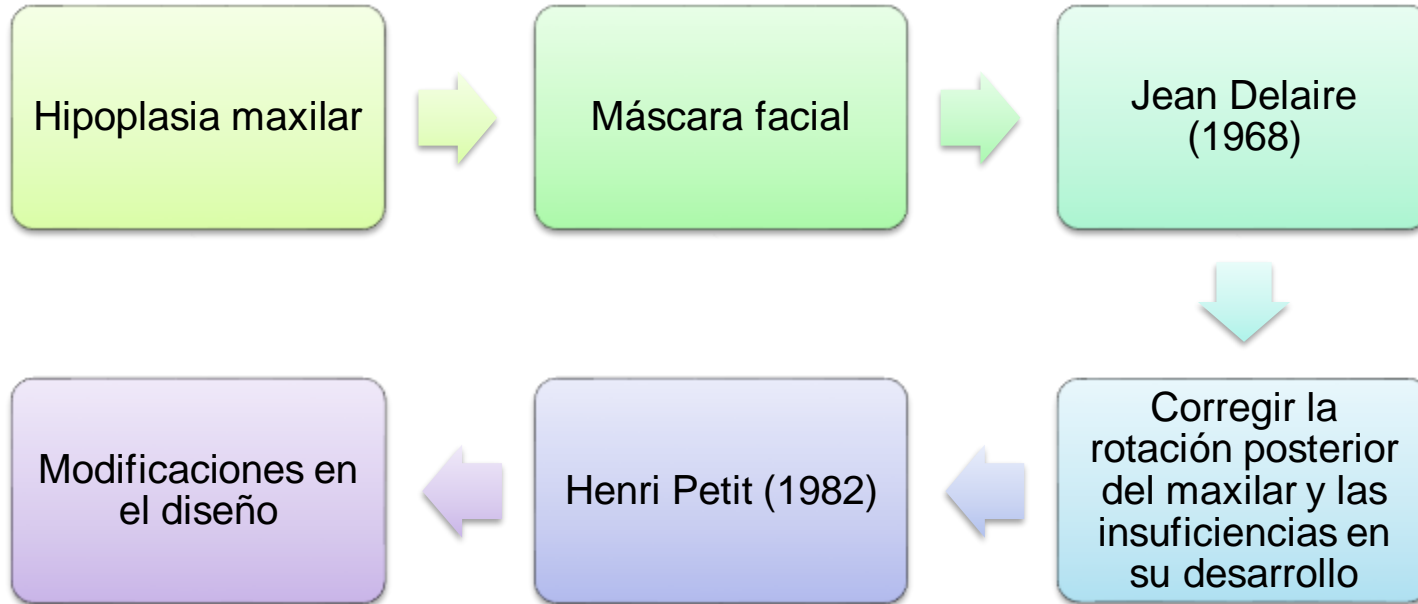 Hipoplasia maxilar
Máscara facial
Jean Delaire
(1968)
Corregir la
rotación posterior
del maxilar y las
insuficiencias en
su desarrollo
Henri Petit (1982)
Modificaciones en
el diseño